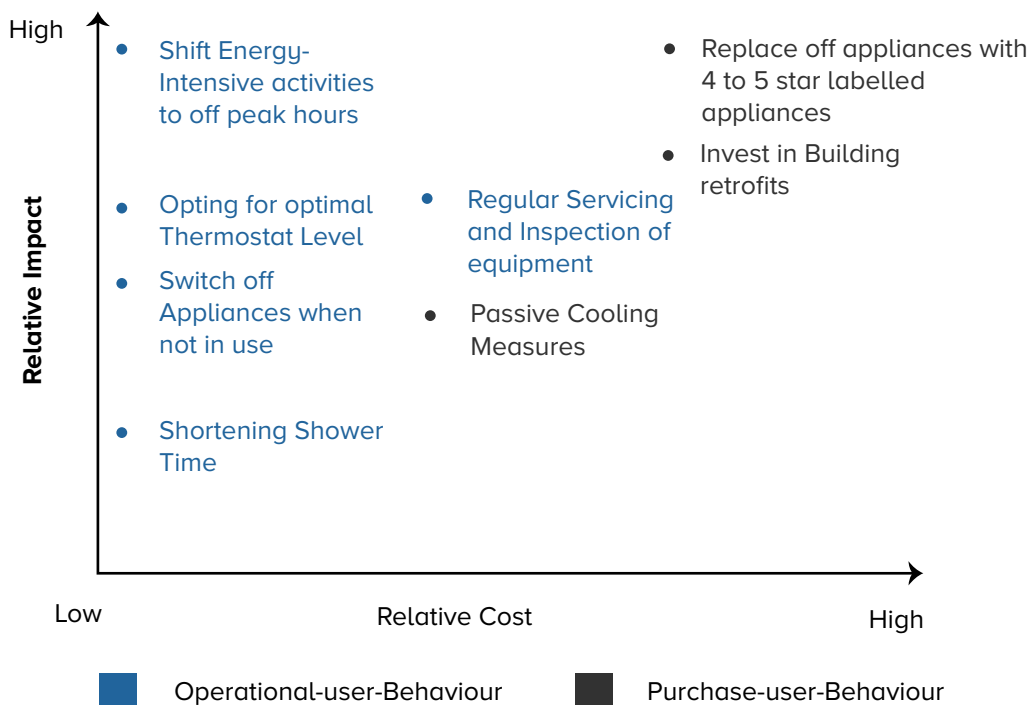 High
Shift Energy-
Intensive activities
to off peak hours
Replace off appliances with
4 to 5 star labelled
appliances
Invest in Building
retrofits
Relative Impact
Opting for optimal
Thermostat Level
Regular Servicing
and Inspection of
equipment
Switch off
Appliances when
not in use
Passive Cooling
Measures
Shortening Shower
Time
Low
Relative Cost
High
Operational-user-Behaviour
Purchase-user-Behaviour